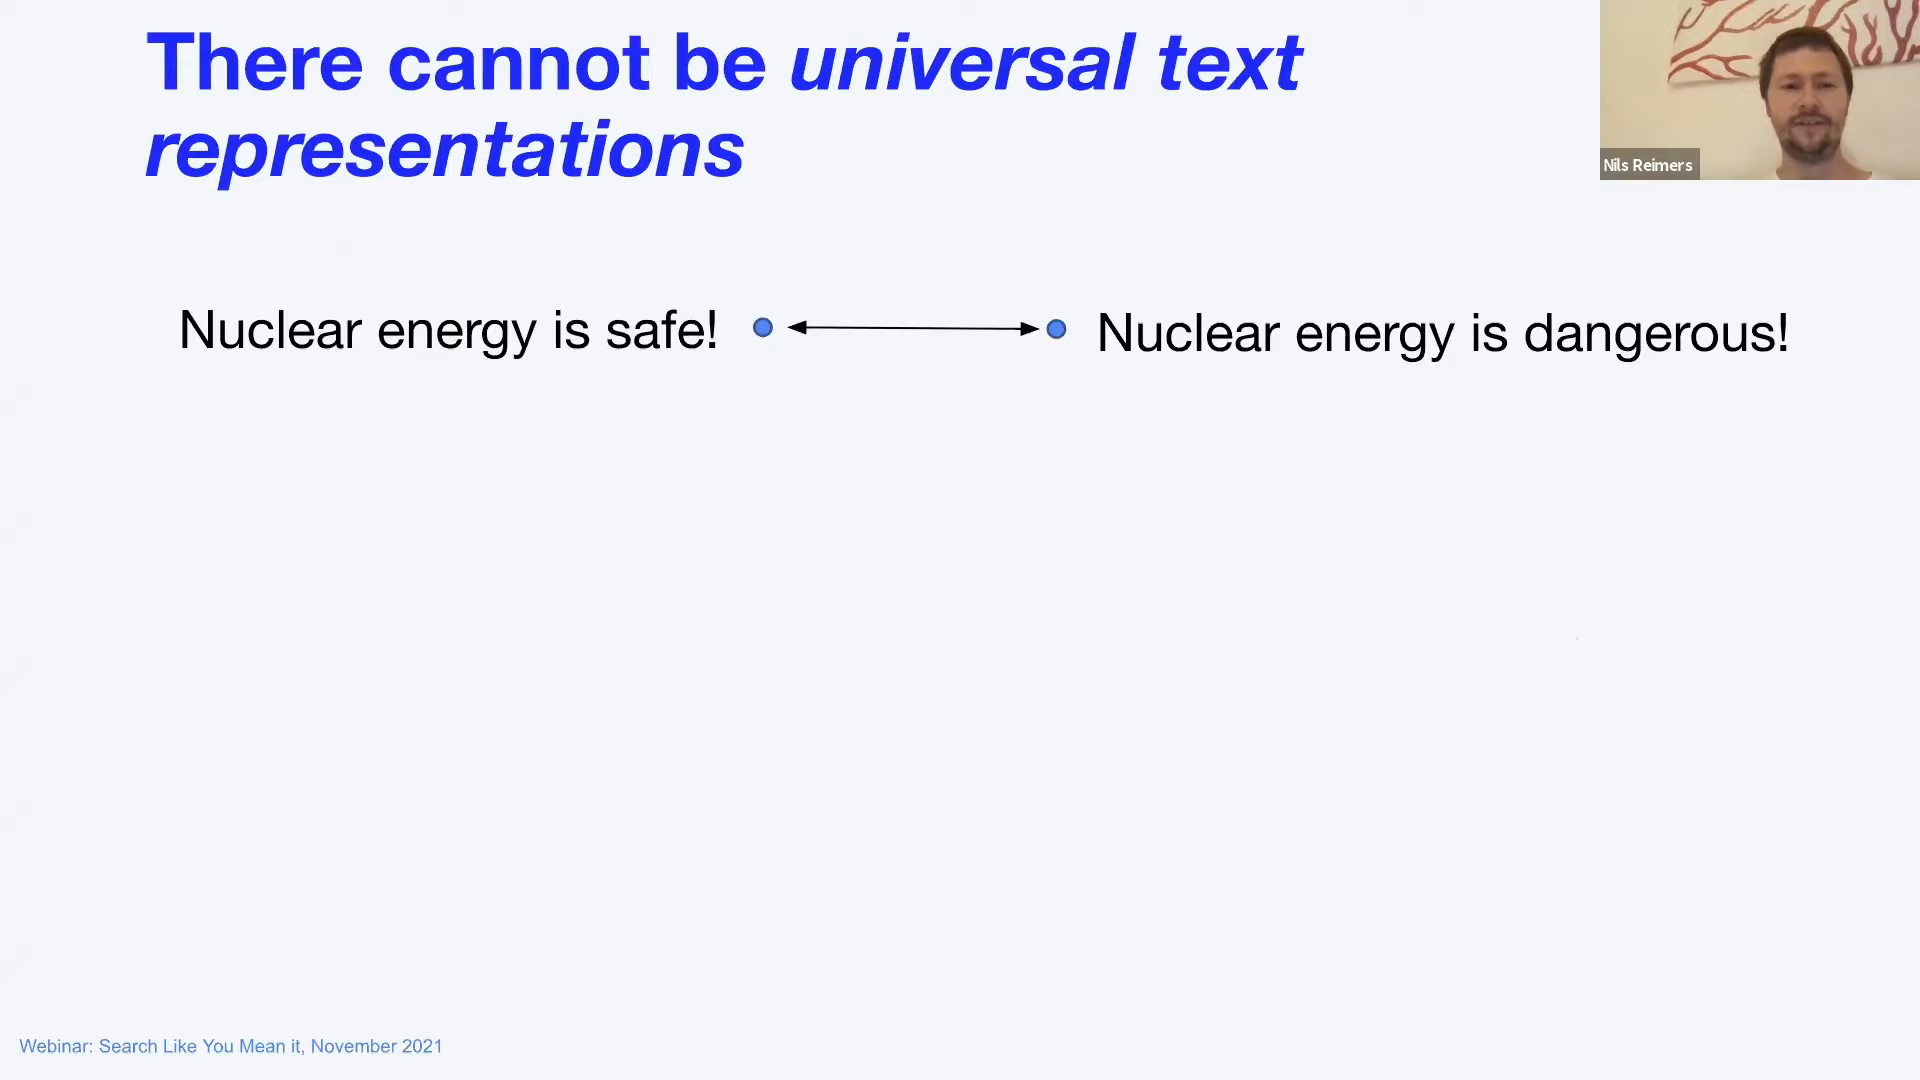 There cannot be universal text
representations
Nils Reimers
Nuclear energy is safe!
Nuclear energy is dangerous!
Webinar: Search Like You Mean it, November 2021